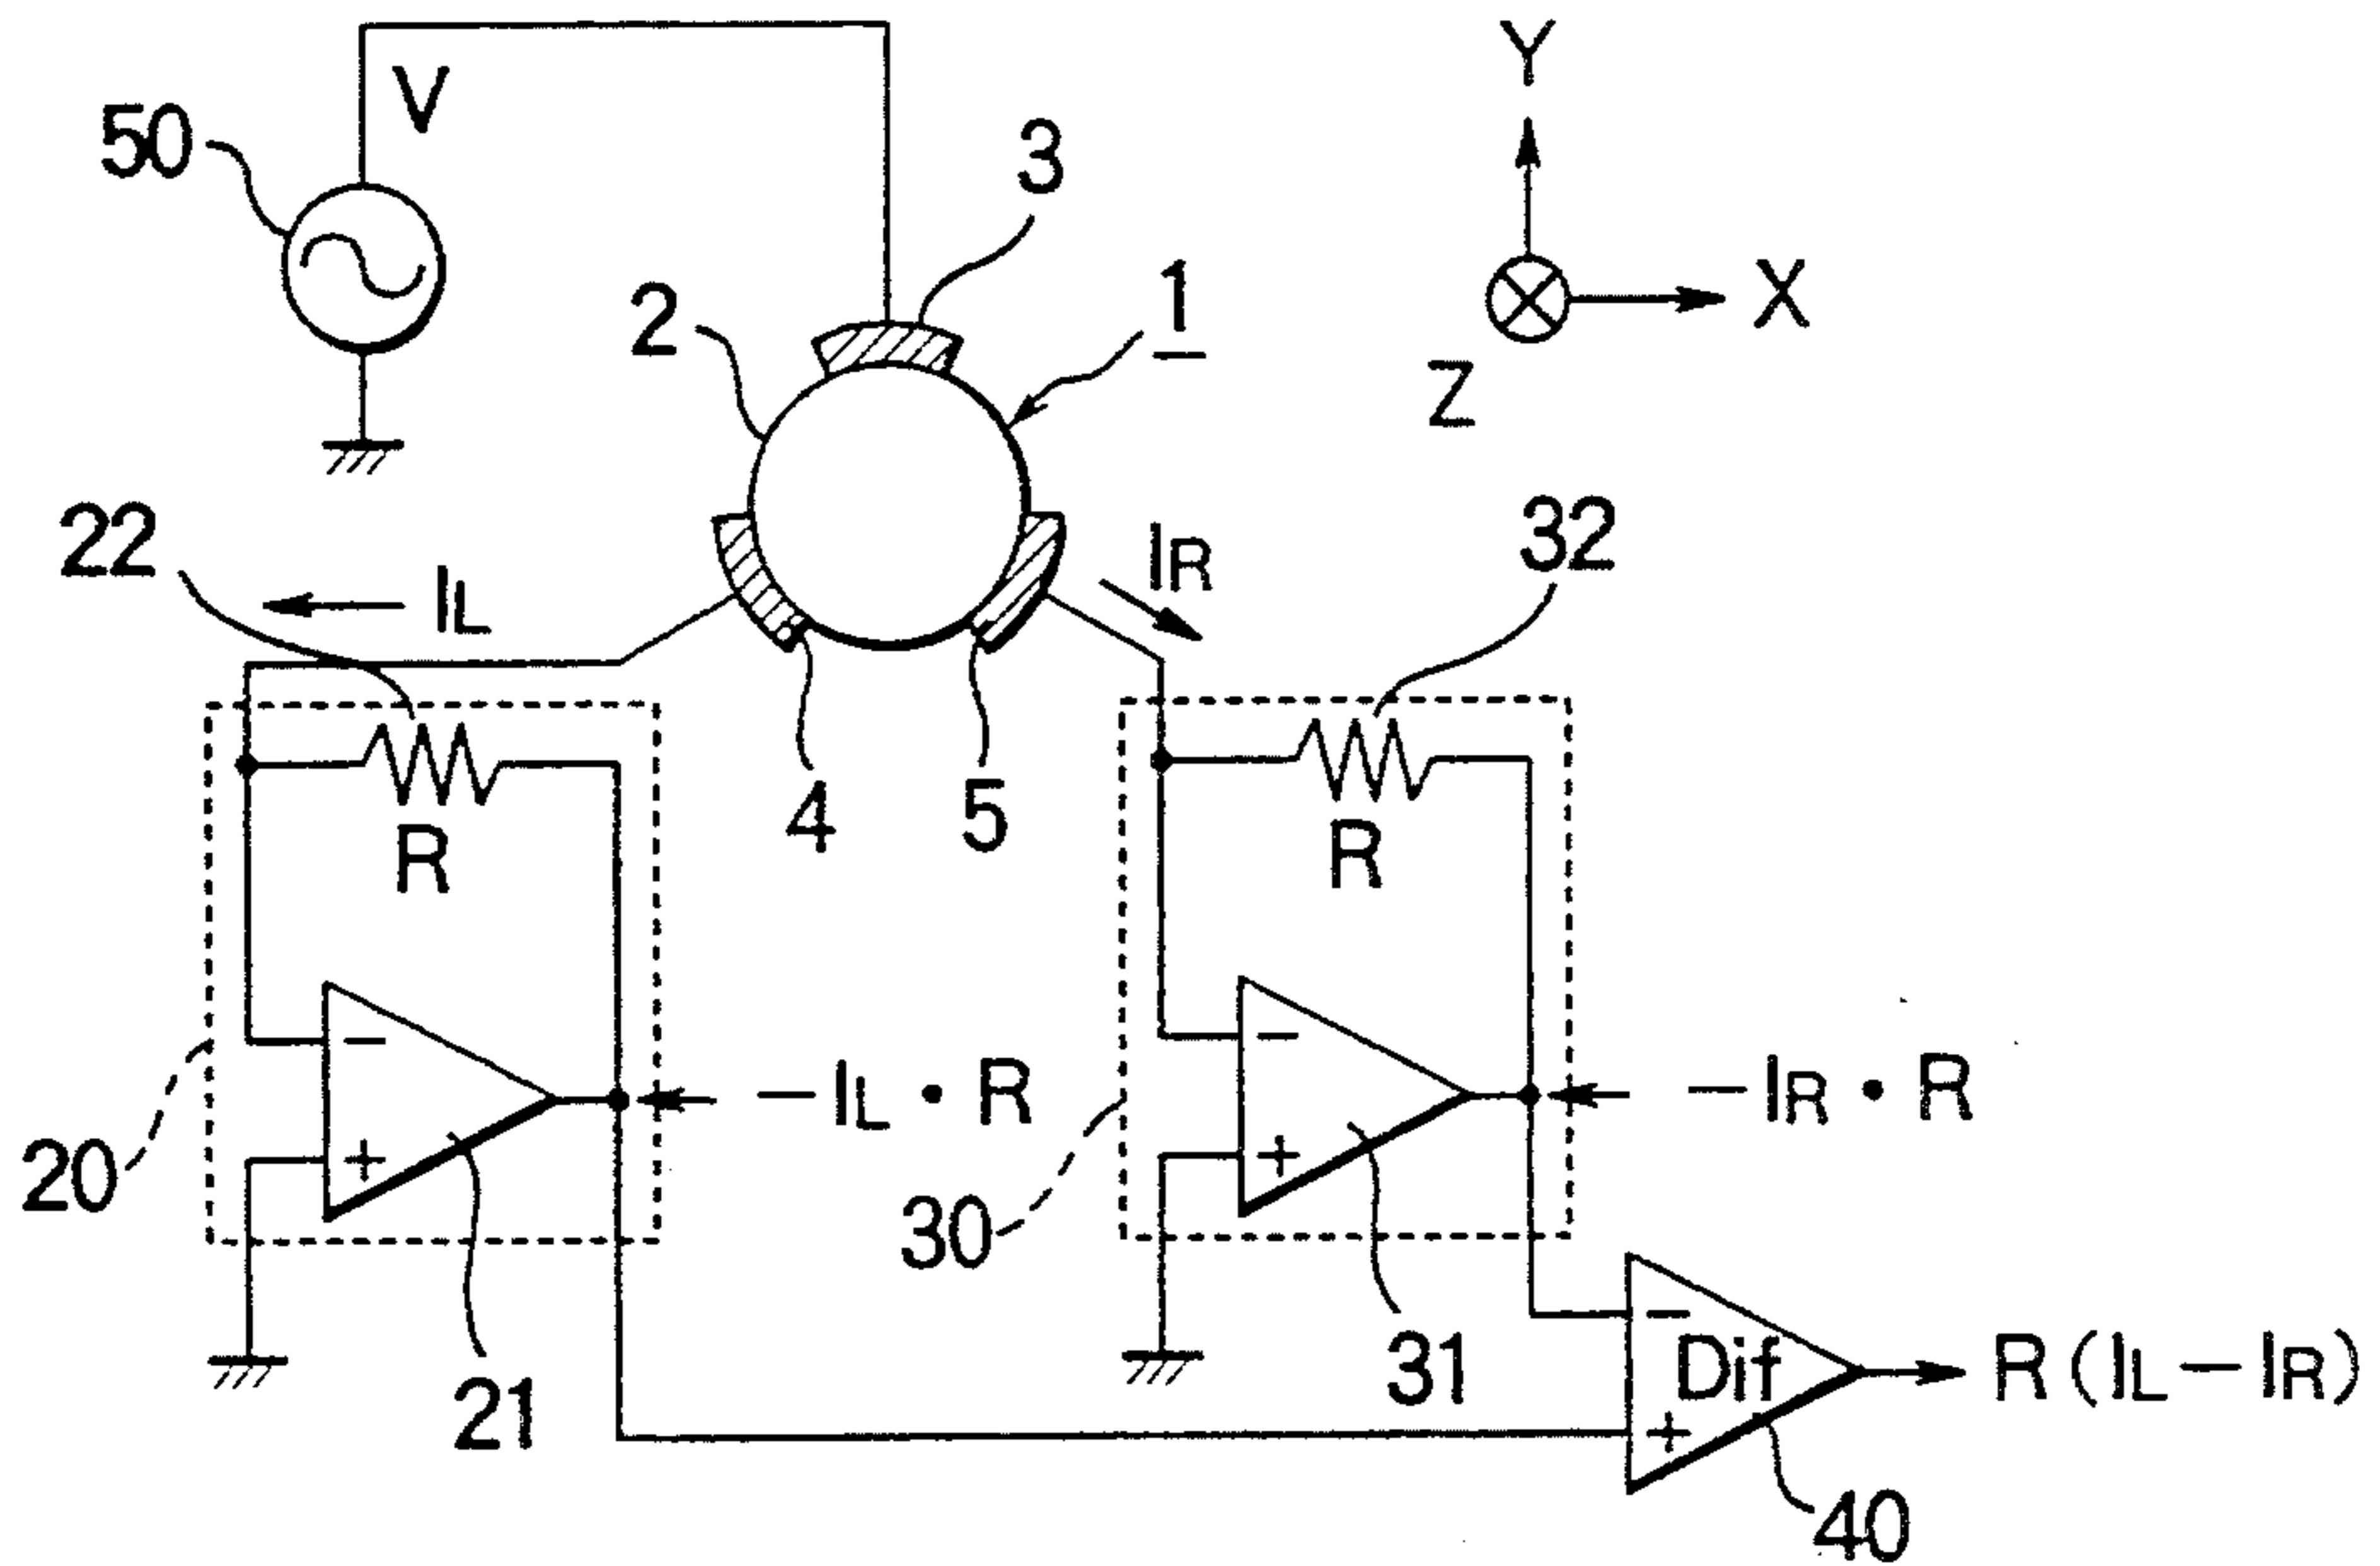 Y
V
50
3
X
1
2
Z
22
IL
IR
32
R
4
5
R
− + − IL • R
− + − IR • R
20
30
21
31
− Dif + R (IL − IR)
40